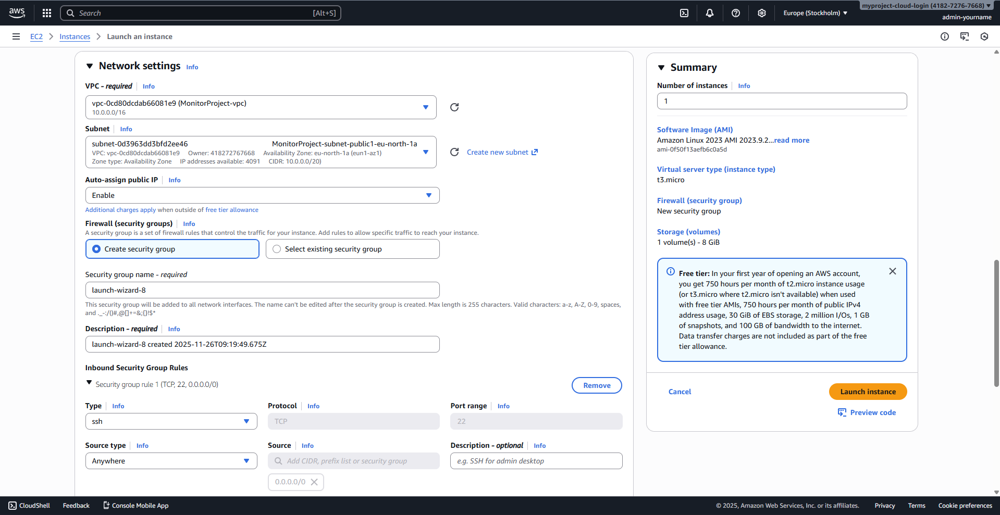 aws
Search [Alt+S]
Europe (Stockholm)
myproject-cloud-login (4182-7276-7668)
admin-yourname
EC2 Instances Launch an instance
Network settings Info
VPC - required Info
vpc-0cd80dcdab66081e9 (MonitorProject-vpc)
10.0.0.0/16
Subnet Info
subnet-0d3963dd3bfd2ee46 MonitorProject-subnet-public1-eu-north-1a
VPC: vpc-0cd80dcdab66081e9 Owner: 418272767668 Availability Zone: eu-north-1a (eun1-az1)
Zone type: Availability Zone IP addresses available: 4091 CIDR: 10.0.0.0/20)
Create new subnet
Auto-assign public IP Info
Enable
Additional charges apply when outside of free tier allowance
Firewall (security groups) Info
A security group is a set of firewall rules that control the traffic for your instance. Add rules to allow specific traffic to reach your instance.
Create security group Select existing security group
Security group name - required
launch-wizard-8
This security group will be added to all network interfaces. The name can't be edited after the security group is created. Max length is 255 characters. Valid characters: a-z, A-Z, 0-9, spaces,
and ._-:/()#,@[]+=&;{}!$*
Description - required Info
launch-wizard-8 created 2025-11-26T09:19:49.675Z
Inbound Security Group Rules
Security group rule 1 (TCP, 22, 0.0.0.0/0)
Remove
Type Info Protocol Info Port range Info
ssh TCP 22
Source type Info Source Info Description - optional Info
Anywhere Add CIDR, prefix list or security group e.g. SSH for admin desktop
0.0.0.0/0
Summary
Number of instances Info
1
Software Image (AMI)
Amazon Linux 2023 AMI 2023.9.2...read more
ami-0f50f13aefb6c0a5d
Virtual server type (instance type)
t3.micro
Firewall (security group)
New security group
Storage (volumes)
1 volume(s) - 8 GiB
Free tier: In your first year of opening an AWS account,
you get 750 hours per month of t2.micro instance usage
(or t3.micro where t2.micro isn't available) when used
with free tier AMIs, 750 hours per month of public IPv4
address usage, 30 GiB of EBS storage, 2 million I/Os, 1 GB
of snapshots, and 100 GB of bandwidth to the internet.
Data transfer charges are not included as part of the free
tier allowance.
Cancel Launch instance
Preview code
CloudShell Feedback Console Mobile App © 2025, Amazon Web Services, Inc. or its affiliates. Privacy Terms Cookie preferences